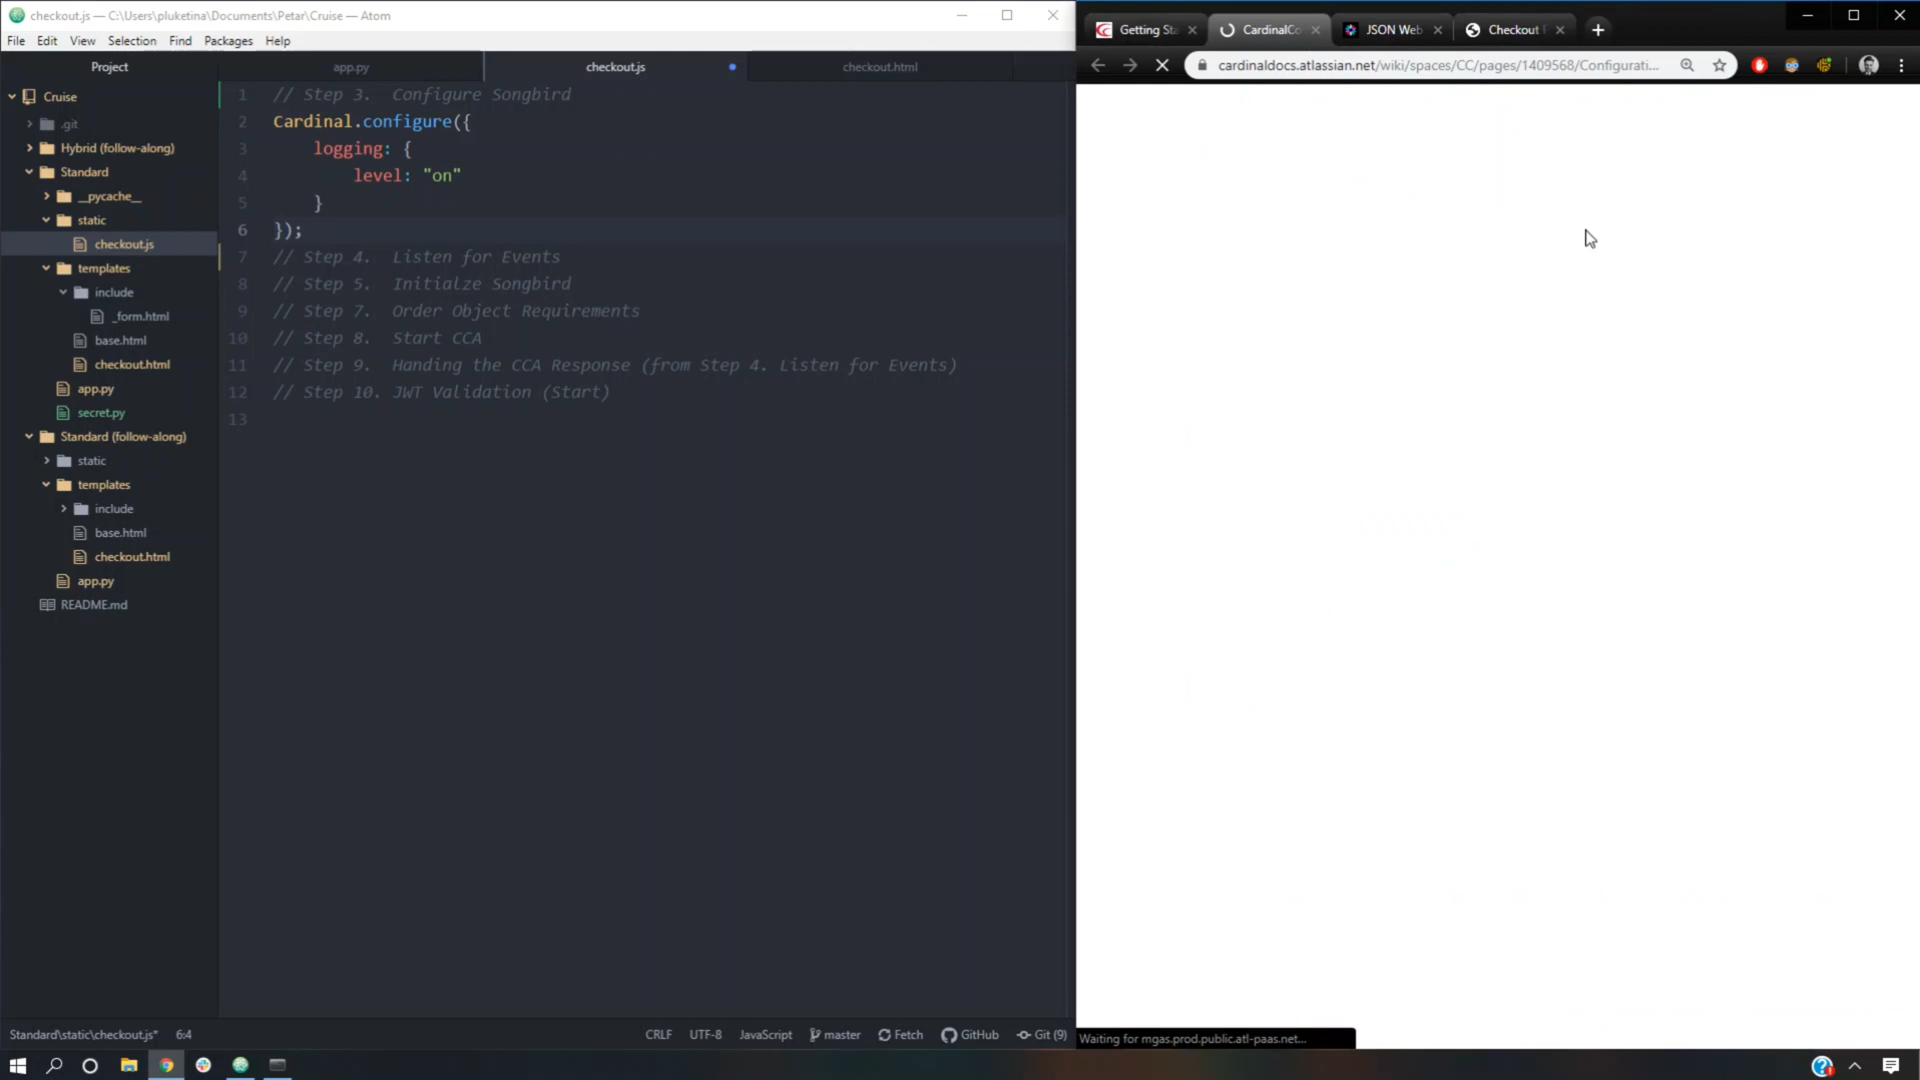 checkout.js — C:\Users\pluketina\Documents\Petar\Cruise — Atom
File Edit View Selection Find Packages Help
Project
Cruise
.git
Hybrid (follow-along)
Standard
__pycache__
static
checkout.js
templates
include
_form.html
base.html
checkout.html
app.py
secret.py
Standard (follow-along)
static
templates
include
base.html
checkout.html
app.py
README.md
app.py checkout.js checkout.html
1 // Step 3. Configure Songbird
2 Cardinal.configure({
3 logging: {
4 level: "on"
5 }
6 });
7 // Step 4. Listen for Events
8 // Step 5. Initialze Songbird
9 // Step 7. Order Object Requirements
10 // Step 8. Start CCA
11 // Step 9. Handing the CCA Response (from Step 4. Listen for Events)
12 // Step 10. JWT Validation (Start)
13
Standard\static\checkout.js* 6:4 CRLF UTF-8 JavaScript master Fetch GitHub Git (9)
Getting Sta CardinalCo JSON Web Checkout
cardinaldocs.atlassian.net/wiki/spaces/CC/pages/1409568/Configurati...
Waiting for mgas.prod.public.atl-paas.net...